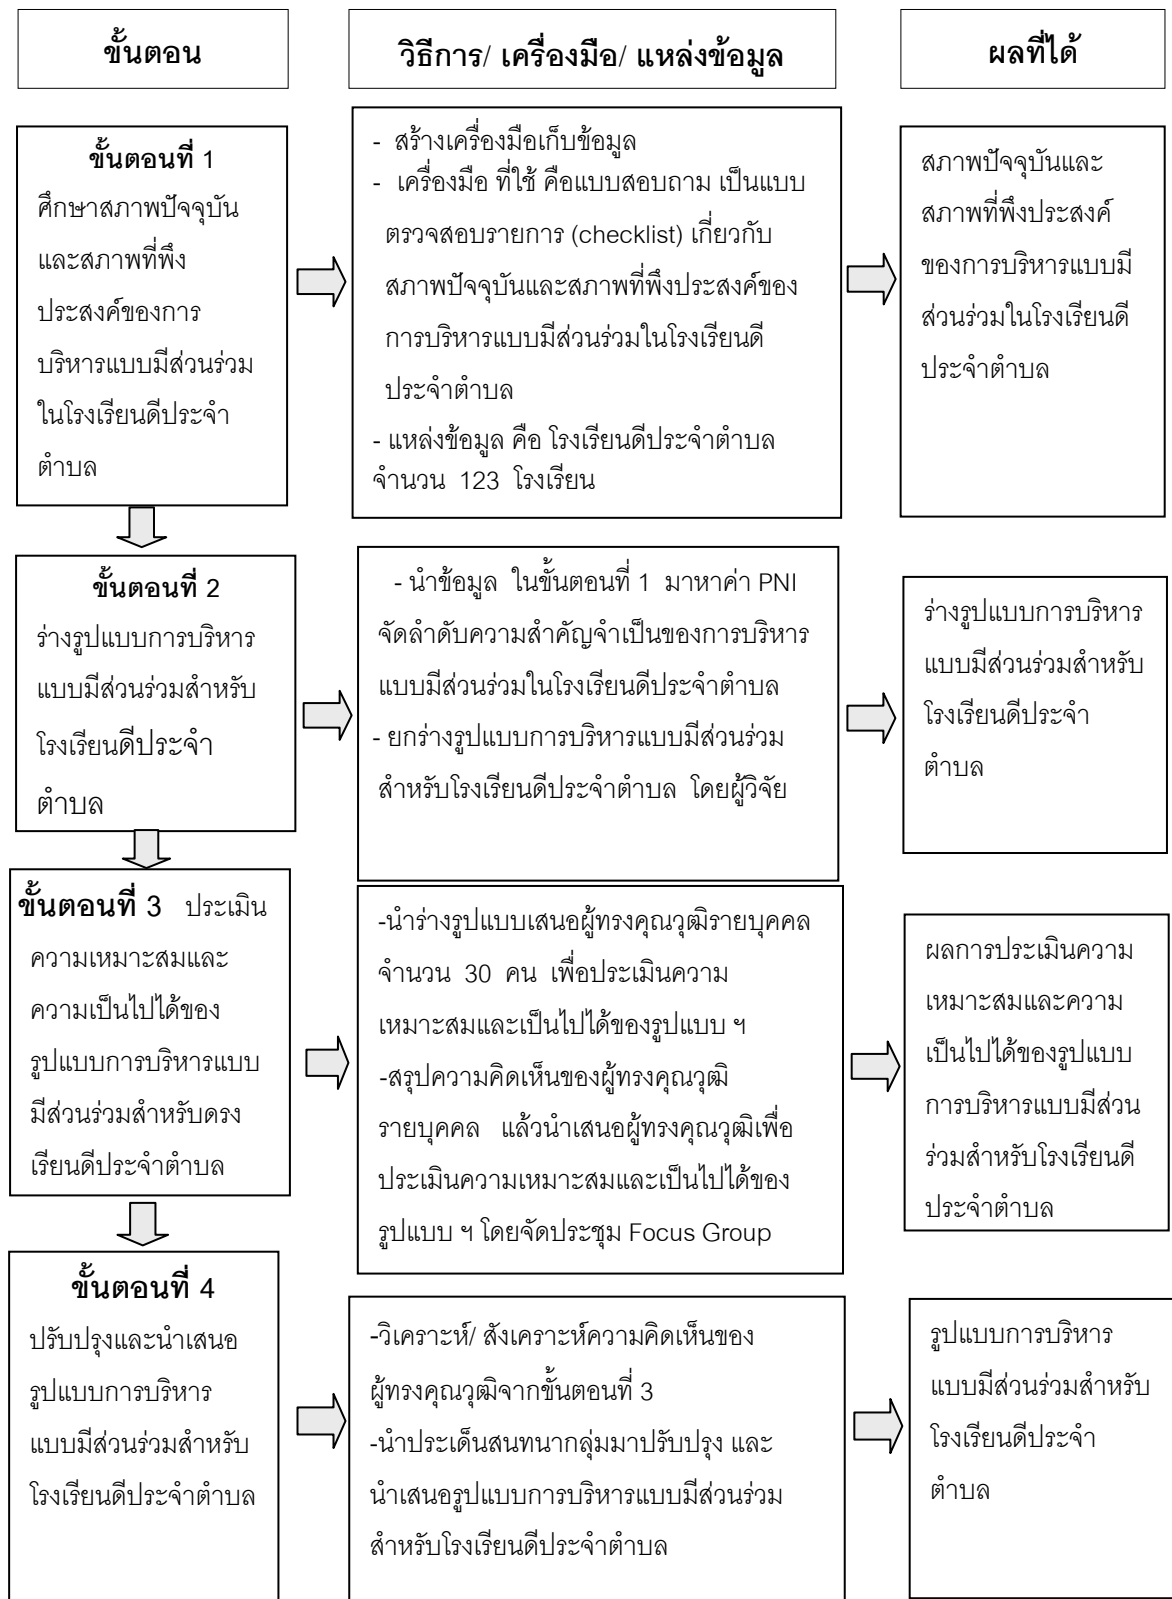 ขั้นตอน
วิธีการ/ เครื่องมือ/ แหล่งข้อมูล
ผลที่ได้
ขั้นตอนที่ 1
ศึกษาสภาพปัจจุบัน
และสภาพที่พึง
ประสงค์ของการ
บริหารแบบมีส่วนร่วม
ในโรงเรียนดีประจำ
ตำบล
- สร้างเครื่องมือเก็บข้อมูล
- เครื่องมือ ที่ใช้ คือแบบสอบถาม เป็นแบบ
ตรวจสอบรายการ (checklist) เกี่ยวกับ
สภาพปัจจุบันและสภาพที่พึงประสงค์ของ
การบริหารแบบมีส่วนร่วมในโรงเรียนดี
ประจำตำบล
- แหล่งข้อมูล คือ โรงเรียนดีประจำตำบล
จำนวน 123 โรงเรียน
สภาพปัจจุบันและ
สภาพที่พึงประสงค์
ของการบริหารแบบมี
ส่วนร่วมในโรงเรียนดี
ประจำตำบล
ขั้นตอนที่ 2
ร่างรูปแบบการบริหาร
แบบมีส่วนร่วมสำหรับ
โรงเรียนดีประจำ
ตำบล
- นำข้อมูล ในขั้นตอนที่ 1 มาหาค่า PNI
จัดลำดับความสำคัญจำเป็นของการบริหาร
แบบมีส่วนร่วมในโรงเรียนดีประจำตำบล
- ยกร่างรูปแบบการบริหารแบบมีส่วนร่วม
สำหรับโรงเรียนดีประจำตำบล โดยผู้วิจัย
ร่างรูปแบบการบริหาร
แบบมีส่วนร่วมสำหรับ
โรงเรียนดีประจำ
ตำบล
ขั้นตอนที่ 3 ประเมิน
ความเหมาะสมและ
ความเป็นไปได้ของ
รูปแบบการบริหารแบบ
มีส่วนร่วมสำหรับดรง
เรียนดีประจำตำบล
-นำร่างรูปแบบเสนอผู้ทรงคุณวุฒิรายบุคคล
จำนวน 30 คน เพื่อประเมินความ
เหมาะสมและเป็นไปได้ของรูปแบบ ฯ
-สรุปความคิดเห็นของผู้ทรงคุณวุฒิ
รายบุคคล แล้วนำเสนอผู้ทรงคุณวุฒิเพื่อ
ประเมินความเหมาะสมและเป็นไปได้ของ
รูปแบบ ฯ โดยจัดประชุม Focus Group
ผลการประเมินความ
เหมาะสมและความ
เป็นไปได้ของรูปแบบ
การบริหารแบบมีส่วน
ร่วมสำหรับโรงเรียนดี
ประจำตำบล
ขั้นตอนที่ 4
ปรับปรุงและนำเสนอ
รูปแบบการบริหาร
แบบมีส่วนร่วมสำหรับ
โรงเรียนดีประจำตำบล
-วิเคราะห์/ สังเคราะห์ความคิดเห็นของ
ผู้ทรงคุณวุฒิจากขั้นตอนที่ 3
-นำประเด็นสนทนากลุ่มมาปรับปรุง และ
นำเสนอรูปแบบการบริหารแบบมีส่วนร่วม
สำหรับโรงเรียนดีประจำตำบล
รูปแบบการบริหาร
แบบมีส่วนร่วมสำหรับ
โรงเรียนดีประจำ
ตำบล